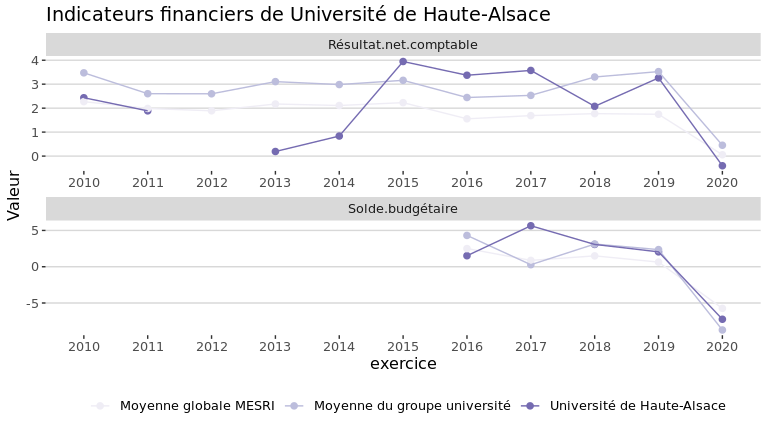 Indicateurs financiers de Université de Haute-Alsace
Résultat.net.comptable
4
3
2
1
0
2010 2011 2012 2013 2014 2015 2016 2017 2018 2019 2020
Valeur
Solde.budgétaire
5
0
-5
2010 2011 2012 2013 2014 2015 2016 2017 2018 2019 2020
exercice
Moyenne globale MESRI Moyenne du groupe université Université de Haute-Alsace